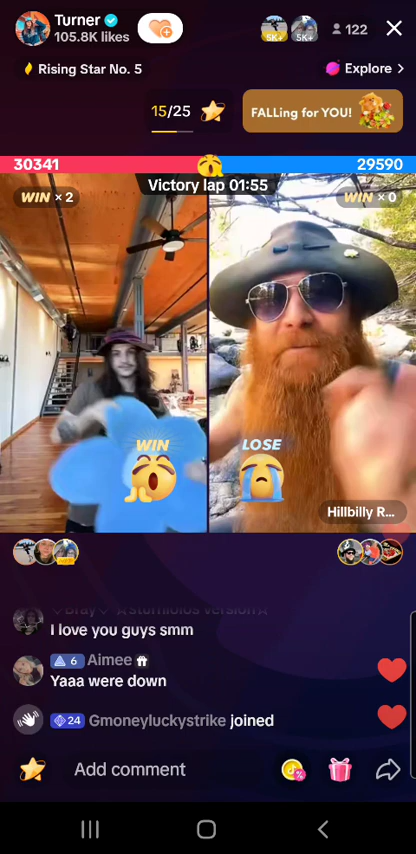 Turner
105.8K likes
5K+
5K+
122
Rising Star No. 5
Explore
15/25
FALLing for YOU!
30341
29590
Victory lap 01:55
WIN × 2
WIN × 0
WIN
LOSE
Hillbilly R...
I love you guys smm
6 Aimee
Yaaa were down
24 Gmoneyluckystrike joined
Add comment